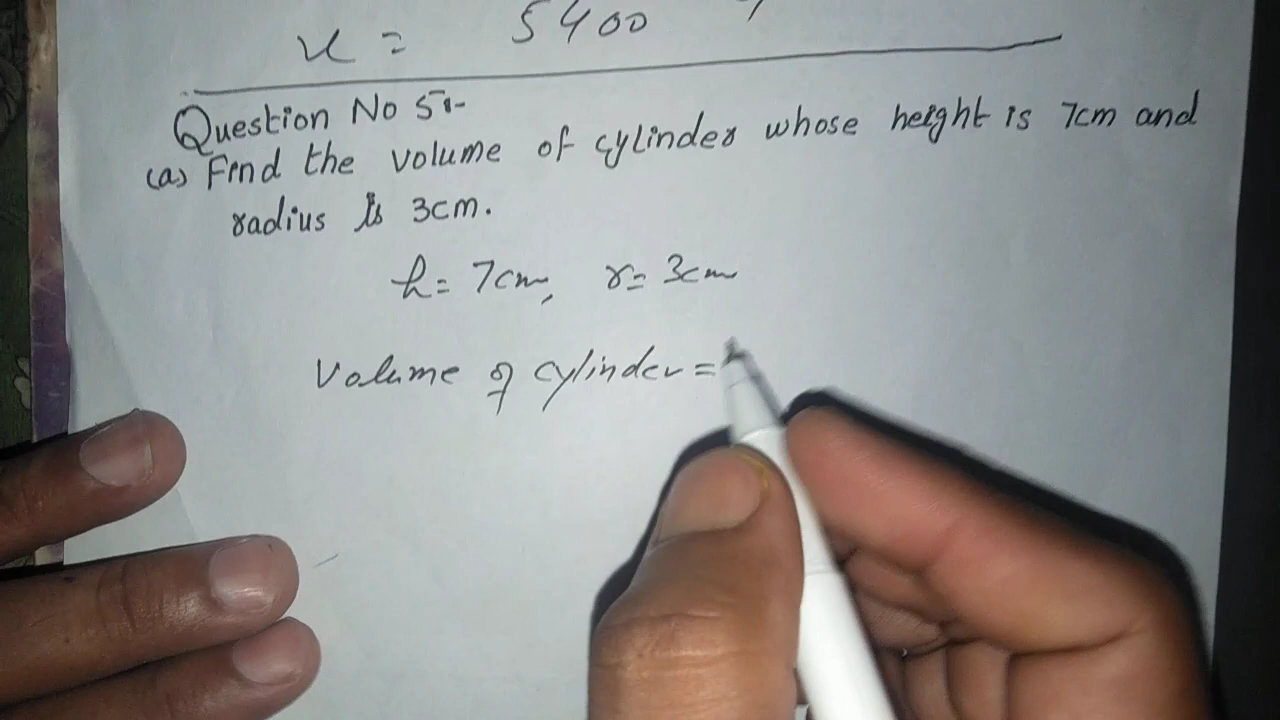 x = 5400
Question No 5:-
(a) Find the volume of cylinder whose height is 7cm and
radius is 3cm.
h = 7cm, r = 3cm
Volume of cylinder =